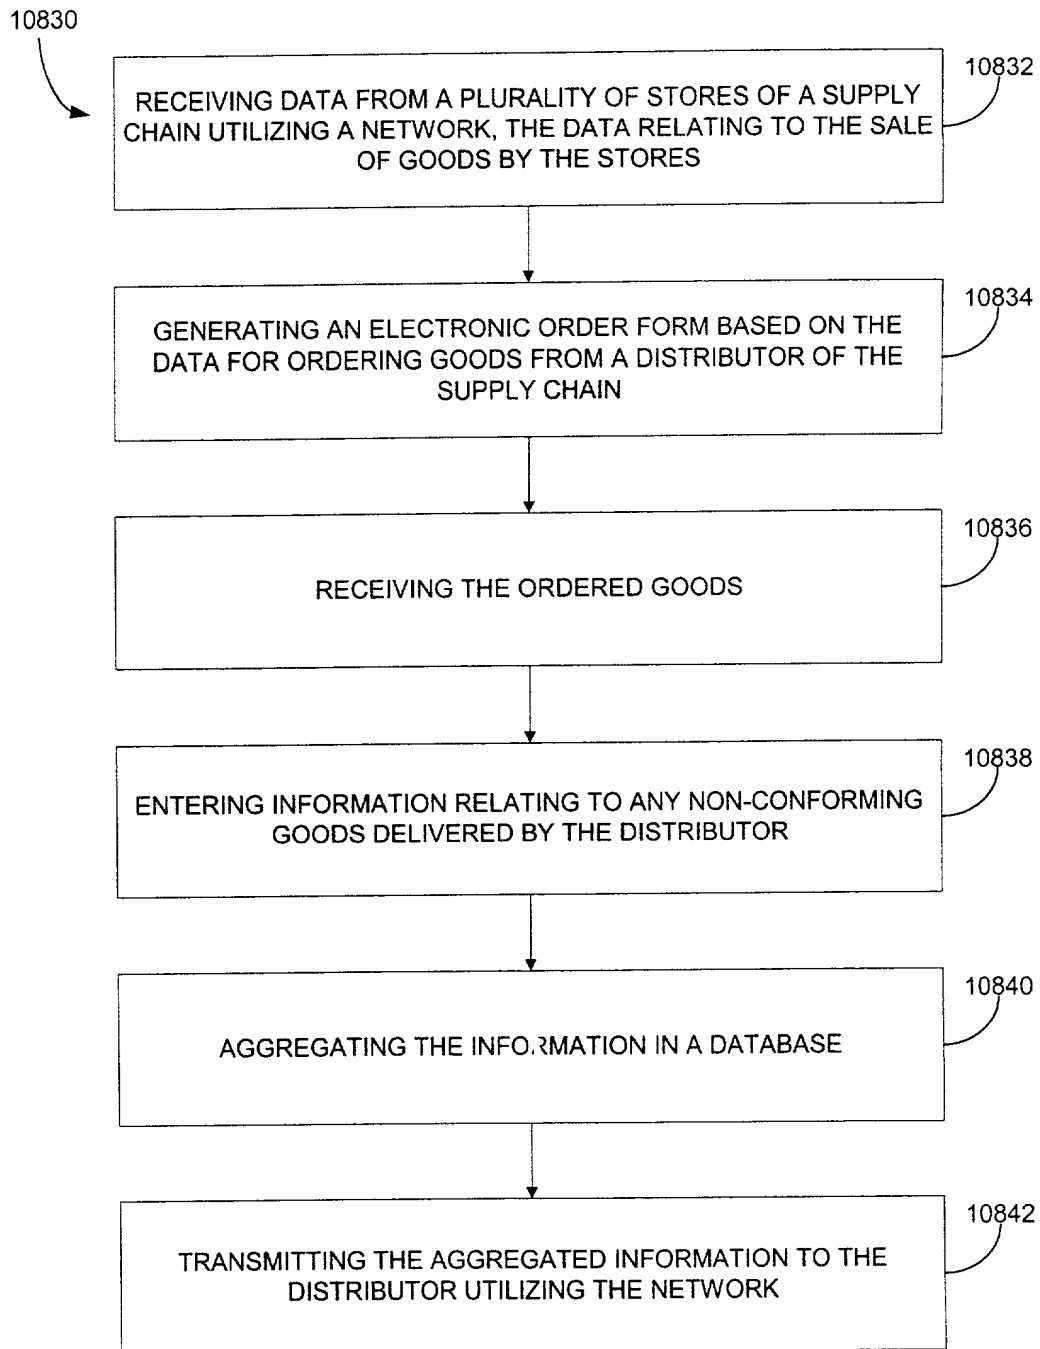 10830
10832
RECEIVING DATA FROM A PLURALITY OF STORES OF A SUPPLY
CHAIN UTILIZING A NETWORK, THE DATA RELATING TO THE SALE
OF GOODS BY THE STORES
10834
GENERATING AN ELECTRONIC ORDER FORM BASED ON THE
DATA FOR ORDERING GOODS FROM A DISTRIBUTOR OF THE
SUPPLY CHAIN
10836
RECEIVING THE ORDERED GOODS
10838
ENTERING INFORMATION RELATING TO ANY NON-CONFORMING
GOODS DELIVERED BY THE DISTRIBUTOR
10840
AGGREGATING THE INFORMATION IN A DATABASE
10842
TRANSMITTING THE AGGREGATED INFORMATION TO THE
DISTRIBUTOR UTILIZING THE NETWORK